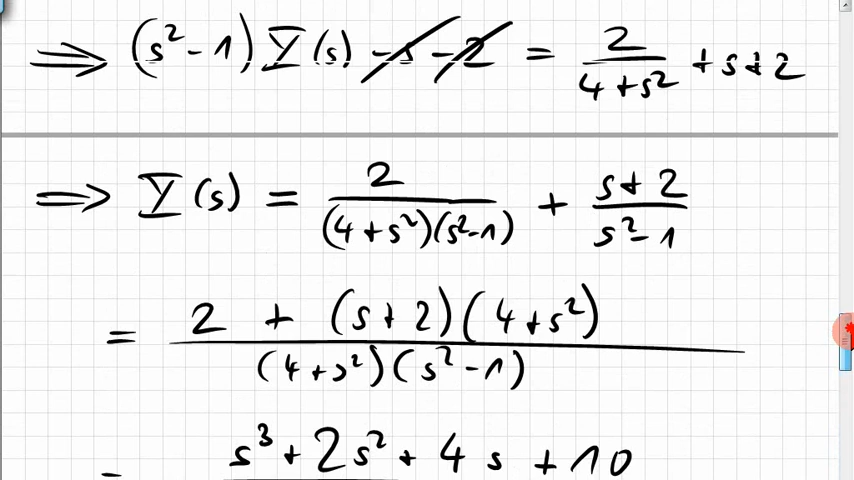 ⟹ (s² - 1) Y(s) - s - 2 = 2/(4 + s²) + s + 2
⟹ Y(s) = 2/((4 + s²)(s² - 1)) + (s + 2)/(s² - 1)
= (2 + (s + 2)(4 + s²))/((4 + s²)(s² - 1))
= s³ + 2s² + 4s + 10